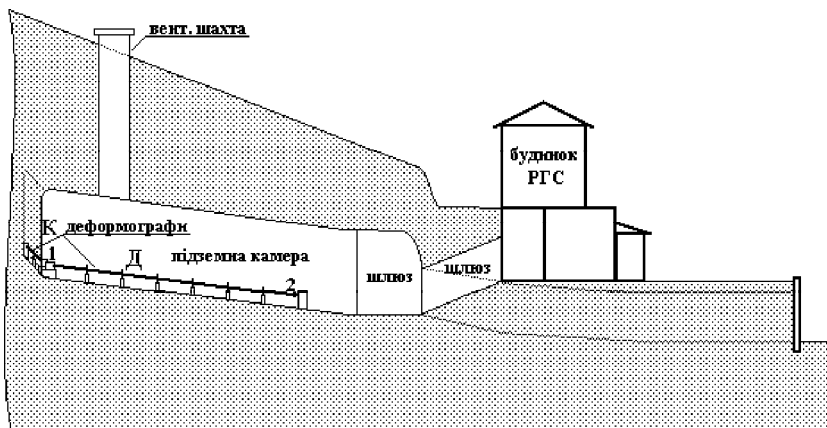 вент. шахта
будинок
РГС
К деформографи
1
Д
підземна камера
2
шлюз
шлюз